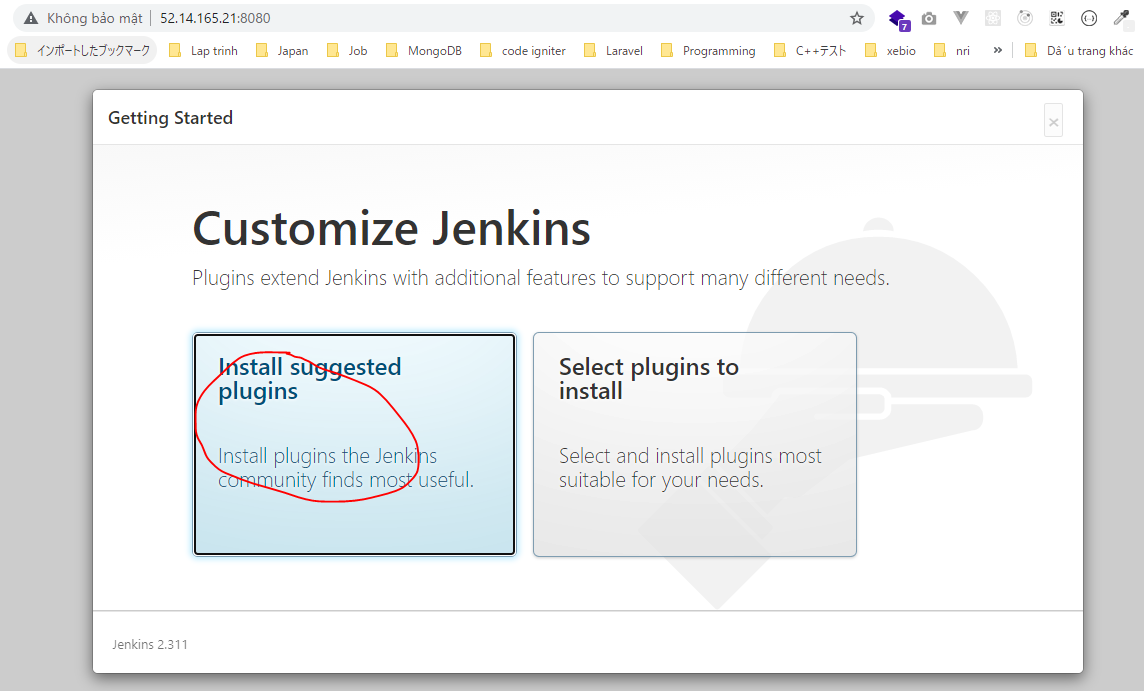 Không bảo mật 52.14.165.21:8080
7
インポートしたブックマーク Lap trinh Japan Job MongoDB code igniter Laravel Programming C++テスト xebio nri » Dấu trang khác
Getting Started
×
Customize Jenkins
Plugins extend Jenkins with additional features to support many different needs.
Install suggested
plugins
Install plugins the Jenkins
community finds most useful.
Select plugins to
install
Select and install plugins most
suitable for your needs.
Jenkins 2.311